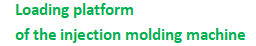 Loading platform
of the injection molding machine